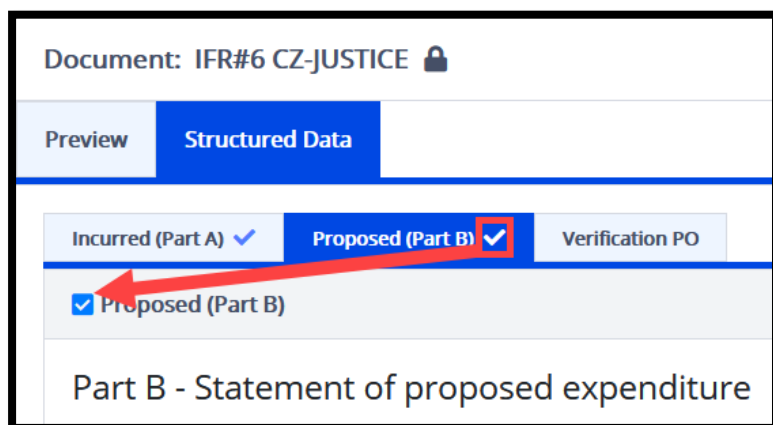 Document: IFR#6 CZ-JUSTICE
Preview Structured Data
Incurred (Part A) Proposed (Part B) Verification PO
Proposed (Part B)
Part B - Statement of proposed expenditure